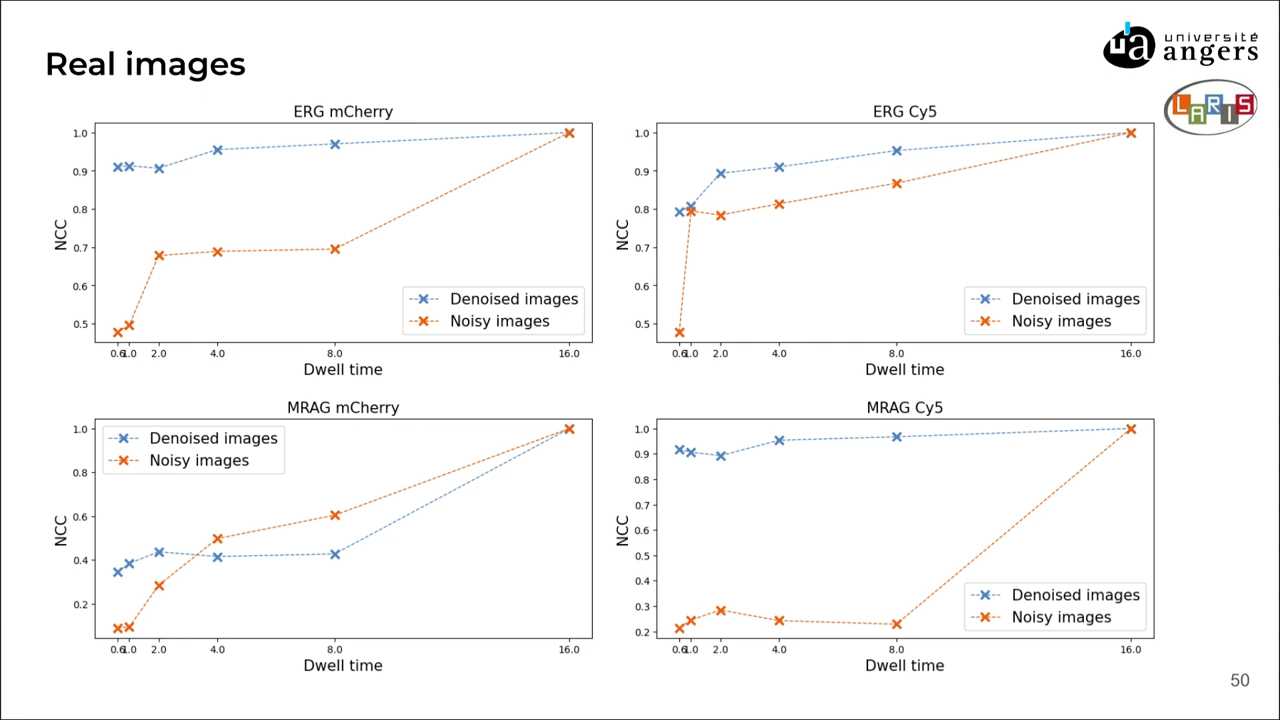 Real images
université
angers
LARIS
ERG mCherry
1.0
0.9
0.8
0.7
0.6
0.5
NCC
Denoised images
Noisy images
0.6 1.0 2.0 4.0 8.0 16.0
Dwell time
ERG Cy5
1.0
0.9
0.8
0.7
0.6
0.5
NCC
Denoised images
Noisy images
0.6 1.0 2.0 4.0 8.0 16.0
Dwell time
MRAG mCherry
1.0
0.8
0.6
0.4
0.2
NCC
Denoised images
Noisy images
0.6 1.0 2.0 4.0 8.0 16.0
Dwell time
MRAG Cy5
1.0
0.9
0.8
0.7
0.6
0.5
0.4
0.3
0.2
NCC
Denoised images
Noisy images
0.6 1.0 2.0 4.0 8.0 16.0
Dwell time
50